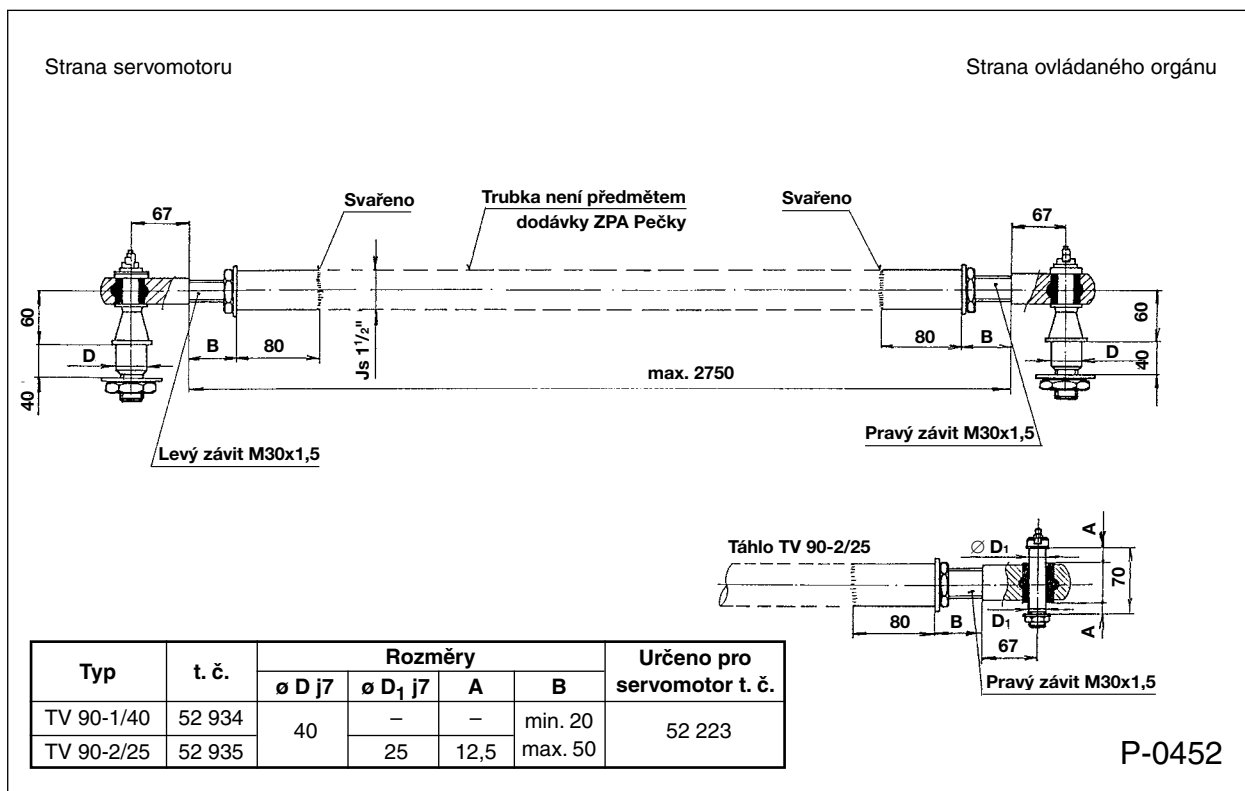 Strana servomotoru
Strana ovládaného orgánu
Svařeno
Trubka není předmětem
dodávky ZPA Pečky
Svařeno
67
67
60
D
40
B
80
Js 1 1/2"
80
B
60
D
40
max. 2750
Levý závit M30x1,5
Pravý závit M30x1,5
Táhlo TV 90-2/25
∅ D1
A
70
80
B
D1
A
67
Pravý závit M30x1,5
Typ t. č. Rozměry Určeno pro
servomotor t. č.
ø D j7 ø D1 j7 A B
TV 90-1/40 52 934 40 – – min. 20 52 223
TV 90-2/25 52 935 25 12,5 max. 50
P-0452